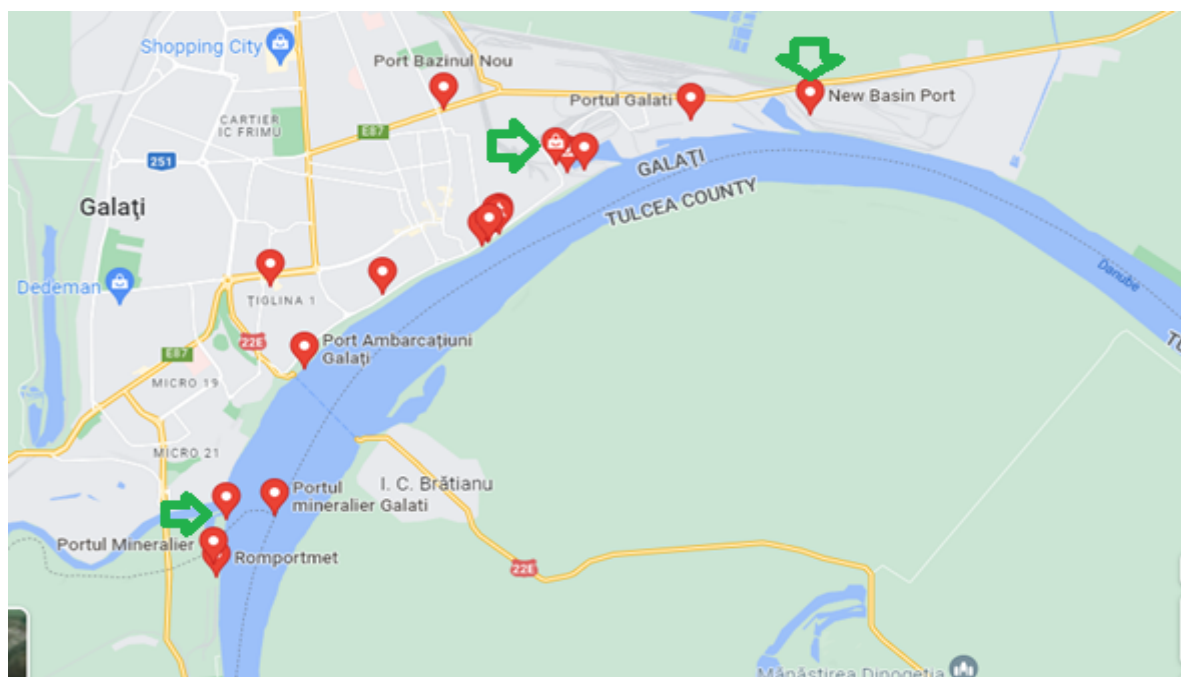 Shopping City
Port Bazinul Nou
Portul Galati
New Basin Port
CARTIER
IC FRIMU
E87
251
GALAȚI
TULCEA COUNTY
Galați
Danube
Dedeman
ȚIGLINA 1
22E
Port Ambarcațiuni
Galați
E87
MICRO 19
MICRO 21
I. C. Brătianu
Portul
mineralier Galati
Portul Mineralier
Romportmet
22E
Mănăstirea Dinogeția